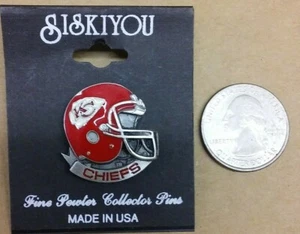 SISKIYOU
CHIEFS
Fine Pewter Collector Pins
MADE IN USA